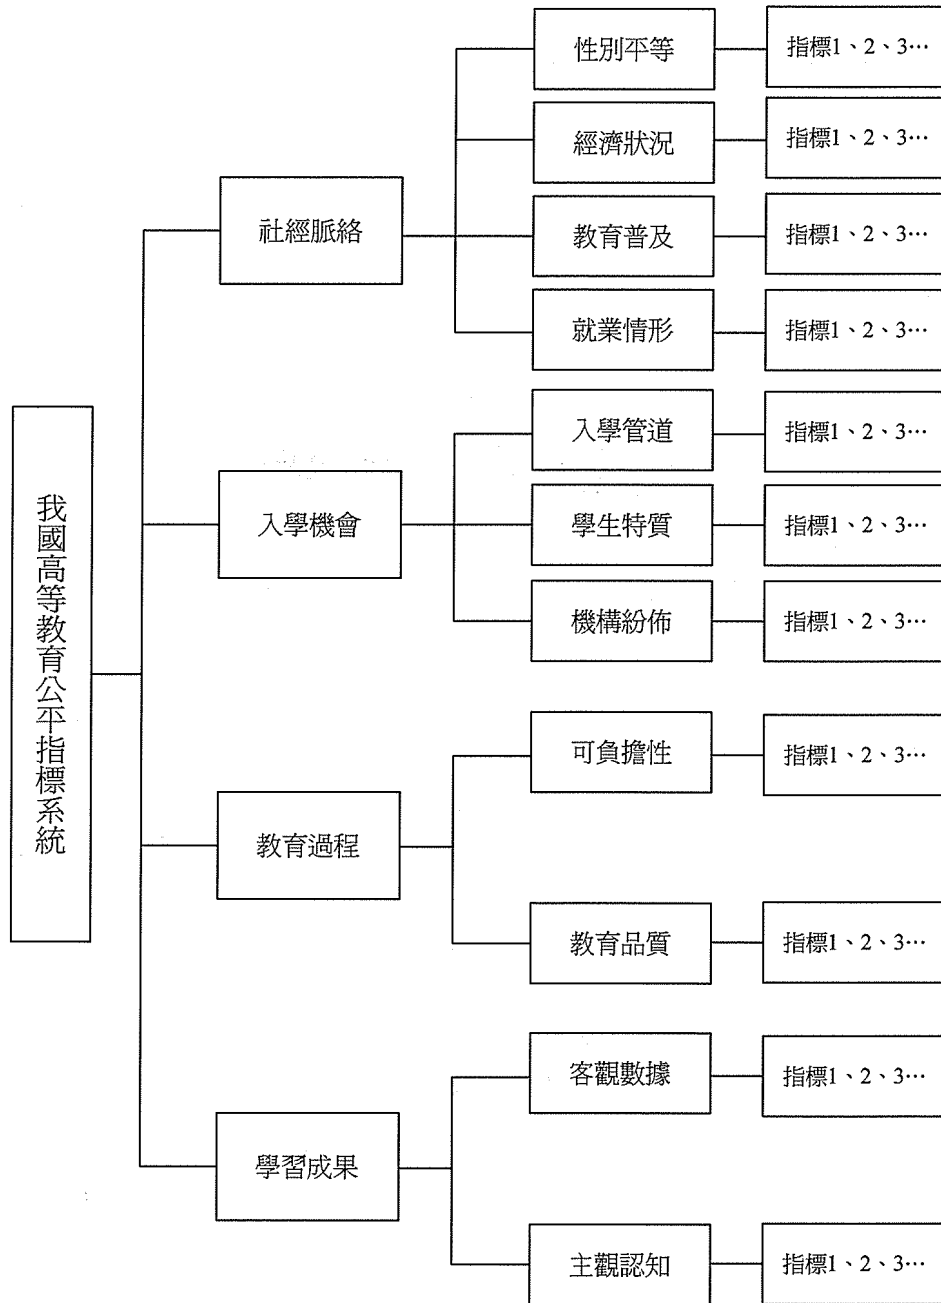 我國高等教育公平指標系統
社經脈絡
性別平等
指標1、2、3…
經濟狀況
指標1、2、3…
教育普及
指標1、2、3…
就業情形
指標1、2、3…
入學機會
入學管道
指標1、2、3…
學生特質
指標1、2、3…
機構紛佈
指標1、2、3…
教育過程
可負擔性
指標1、2、3…
教育品質
指標1、2、3…
學習成果
客觀數據
指標1、2、3…
主觀認知
指標1、2、3…